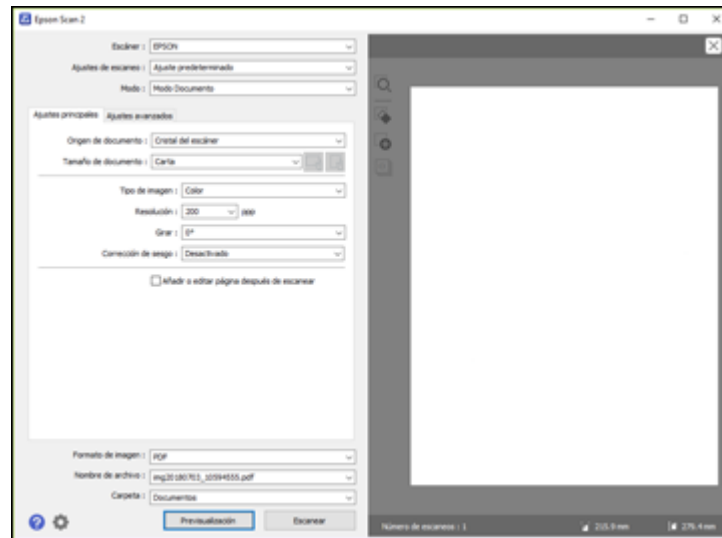 Epson Scan 2
Escáner : EPSON
Ajustes de escaneo : Ajuste predeterminado
Modo : Modo Documento
Ajustes principales Ajustes avanzados
Origen de documento : Cristal del escáner
Tamaño de documento : Carta
Tipo de imagen : Color
Resolución : 200 ppp
Girar : 0°
Corrección de sesgo : Desactivado
Añadir o editar página después de escanear
Formato de imagen : PDF
Nombre de archivo : img20180703_10594555.pdf
Carpeta : Documentos
Previsualización Escanear
Número de escaneos : 1 215.9 mm 279.4 mm